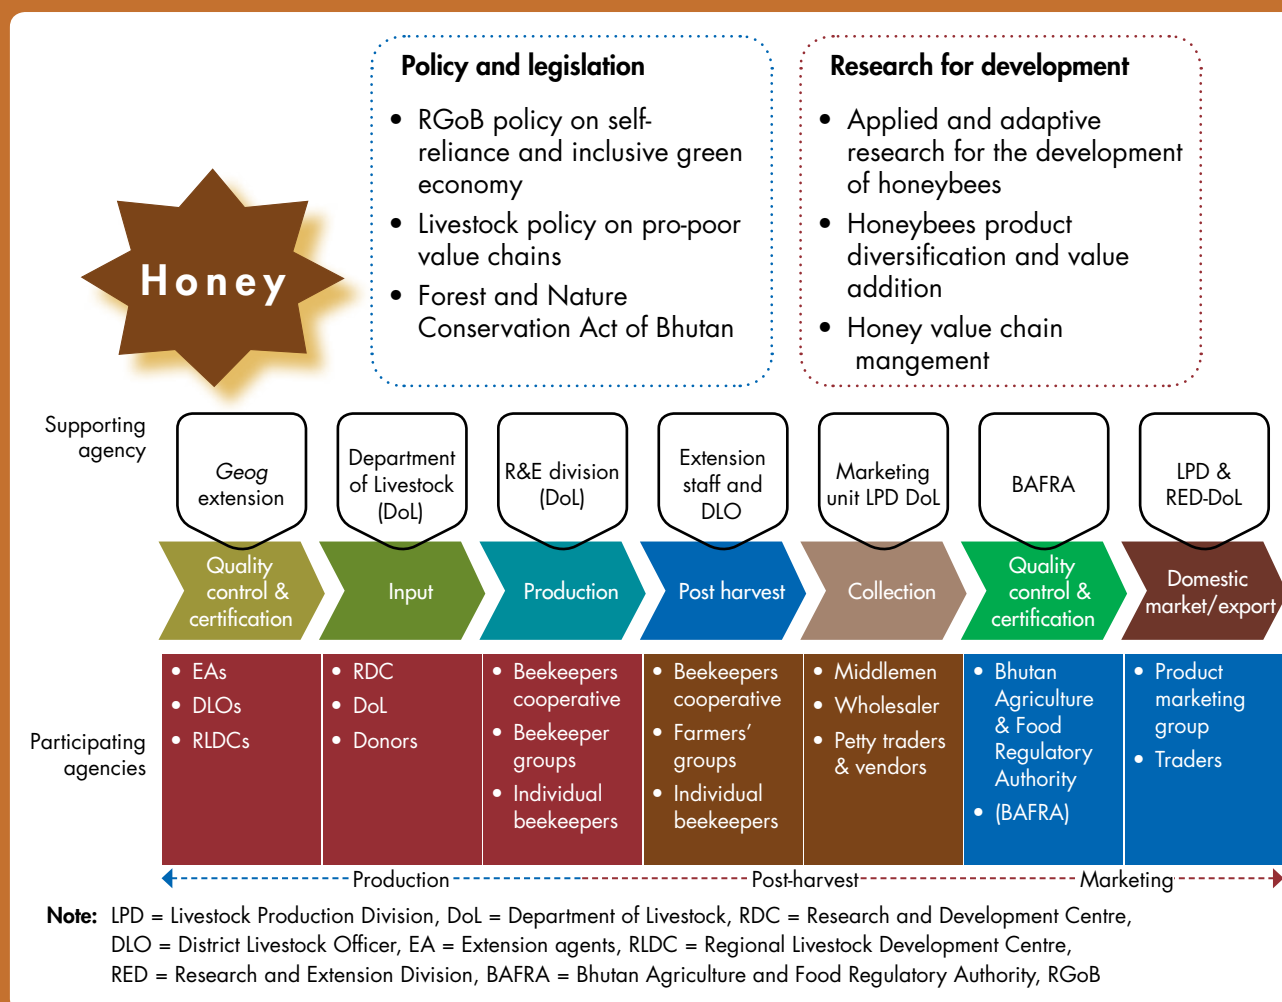 Policy and legislation
• RGoB policy on self-
reliance and inclusive green
economy
• Livestock policy on pro-poor
value chains
• Forest and Nature
Conservation Act of Bhutan
Research for development
• Applied and adaptive
research for the development
of honeybees
• Honeybees product
diversification and value
addition
• Honey value chain
mangement
Honey
Supporting
agency
Geog
extension
Department
of Livestock
(DoL)
R&E division
(DoL)
Extension
staff and
DLO
Marketing
unit LPD DoL
BAFRA
LPD &
RED-DoL
Quality
control &
certification
Input
Production
Post harvest
Collection
Quality
control &
certification
Domestic
market/export
Participating
agencies
• EAs
• DLOs
• RLDCs
• RDC
• DoL
• Donors
• Beekeepers
cooperative
• Beekeeper
groups
• Individual
beekeepers
• Beekeepers
cooperative
• Farmers’
groups
• Individual
beekeepers
• Middlemen
• Wholesaler
• Petty traders
& vendors
• Bhutan
Agriculture
& Food
Regulatory
Authority
• (BAFRA)
• Product
marketing
group
• Traders
Production
Post-harvest
Marketing
Note: LPD = Livestock Production Division, DoL = Department of Livestock, RDC = Research and Development Centre,
DLO = District Livestock Officer, EA = Extension agents, RLDC = Regional Livestock Development Centre,
RED = Research and Extension Division, BAFRA = Bhutan Agriculture and Food Regulatory Authority, RGoB